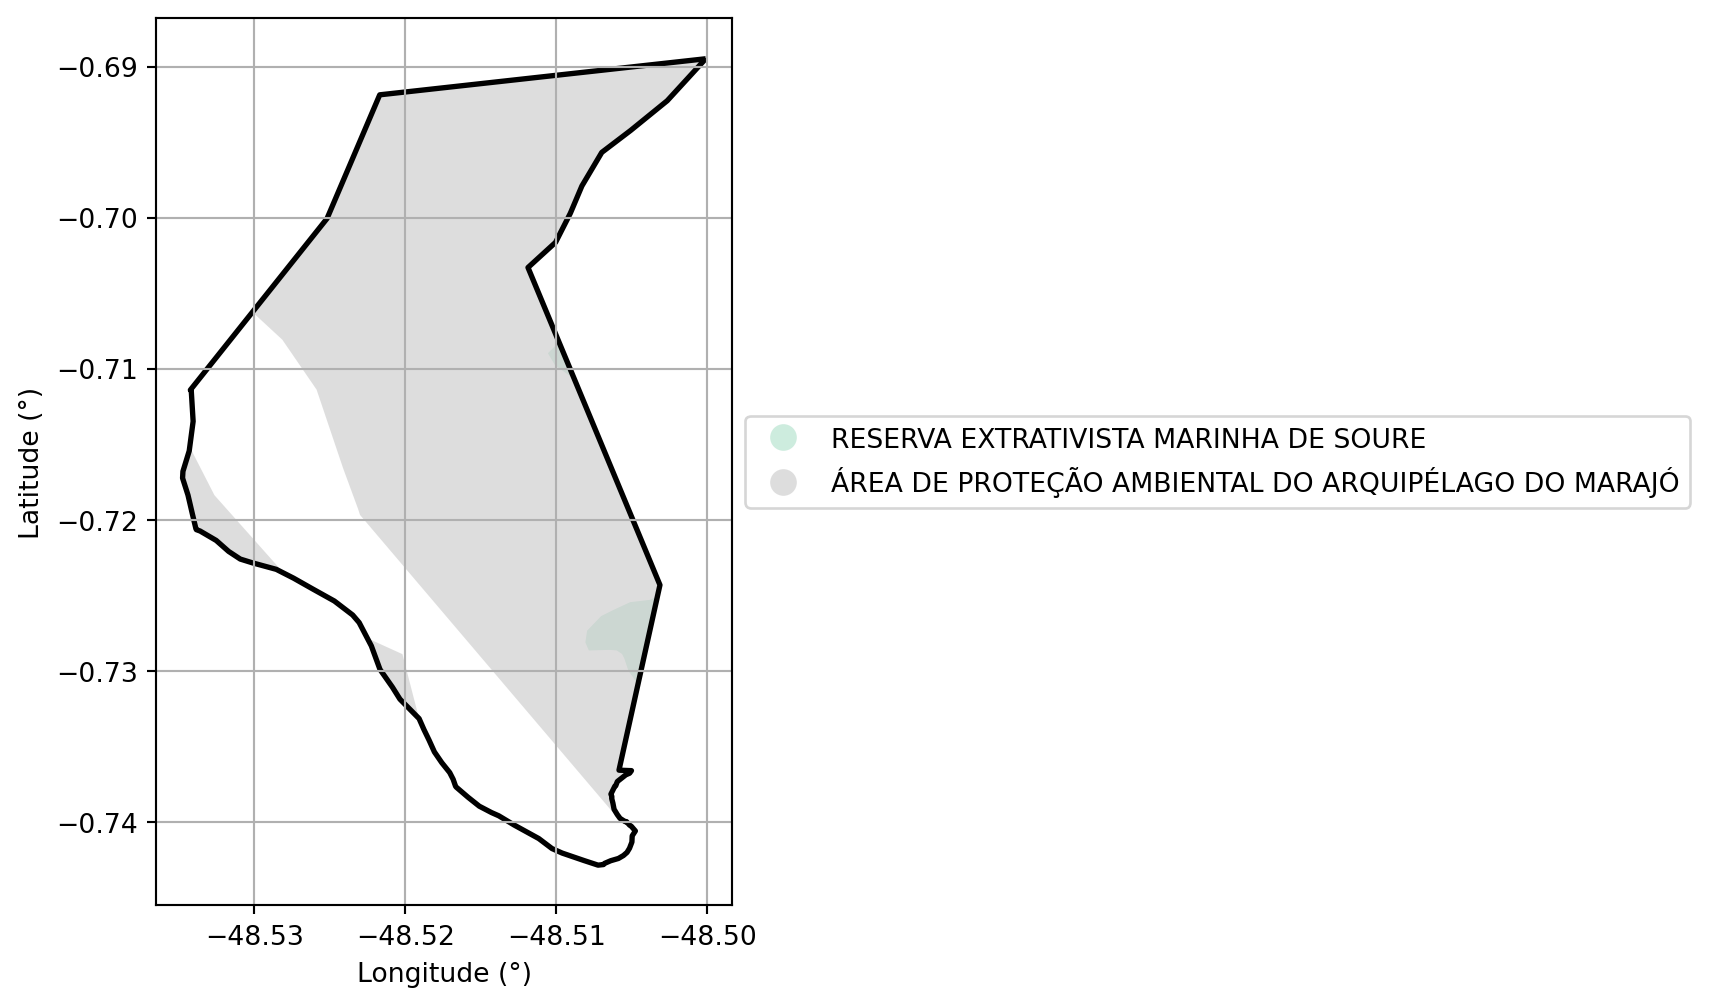 −0.69
−0.70
−0.71
−0.72
−0.73
−0.74
Latitude (°)
−48.53 −48.52 −48.51 −48.50
Longitude (°)
RESERVA EXTRATIVISTA MARINHA DE SOURE
ÁREA DE PROTEÇÃO AMBIENTAL DO ARQUIPÉLAGO DO MARAJÓ